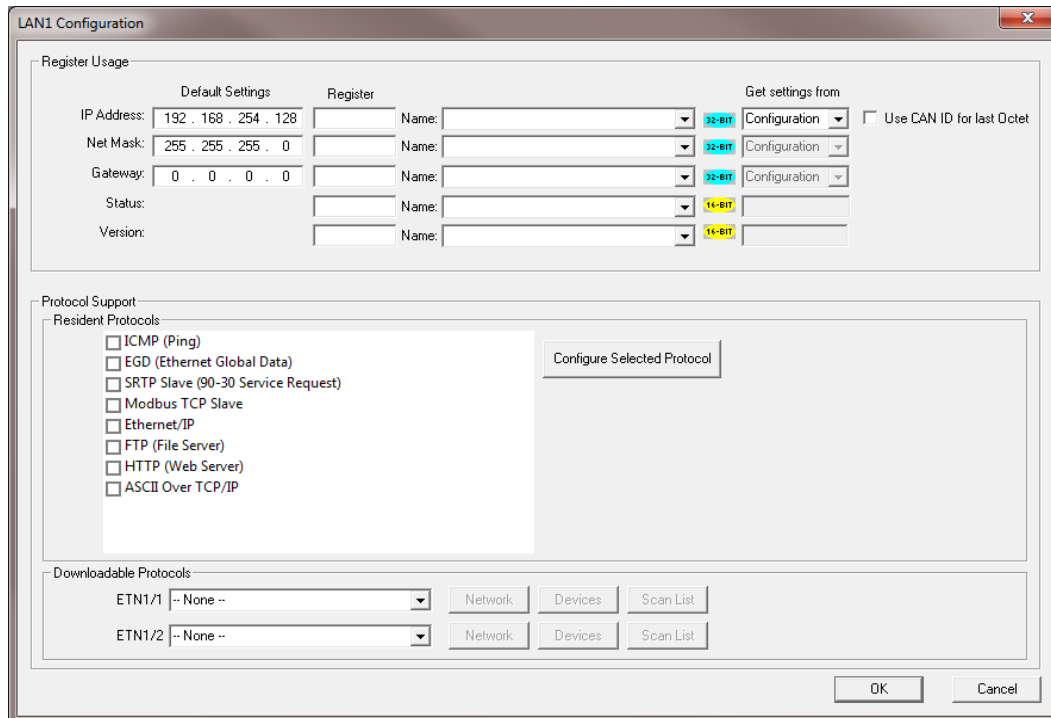 LAN1 Configuration
Register Usage
Default Settings Register Get settings from
IP Address: 192 . 168 . 254 . 128 Name: 32-BIT Configuration Use CAN ID for last Octet
Net Mask: 255 . 255 . 255 . 0 Name: 32-BIT Configuration
Gateway: 0 . 0 . 0 . 0 Name: 32-BIT Configuration
Status: Name: 16-BIT
Version: Name: 16-BIT
Protocol Support
Resident Protocols
ICMP (Ping)
EGD (Ethernet Global Data)
Configure Selected Protocol
SRTP Slave (90-30 Service Request)
Modbus TCP Slave
Ethernet/IP
FTP (File Server)
HTTP (Web Server)
ASCII Over TCP/IP
Downloadable Protocols
ETN1/1 -- None -- Network Devices Scan List
ETN1/2 -- None -- Network Devices Scan List
OK Cancel